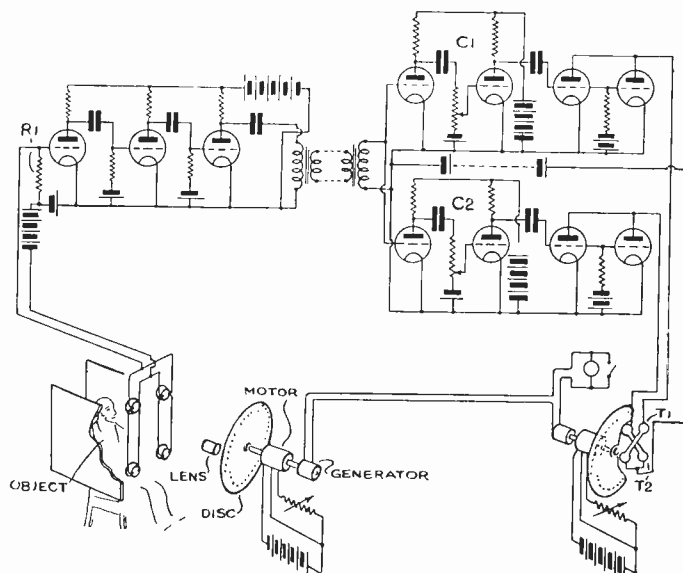 C1
R1
C2
MOTOR
T1
LENS
GENERATOR
OBJECT
DISC
T2